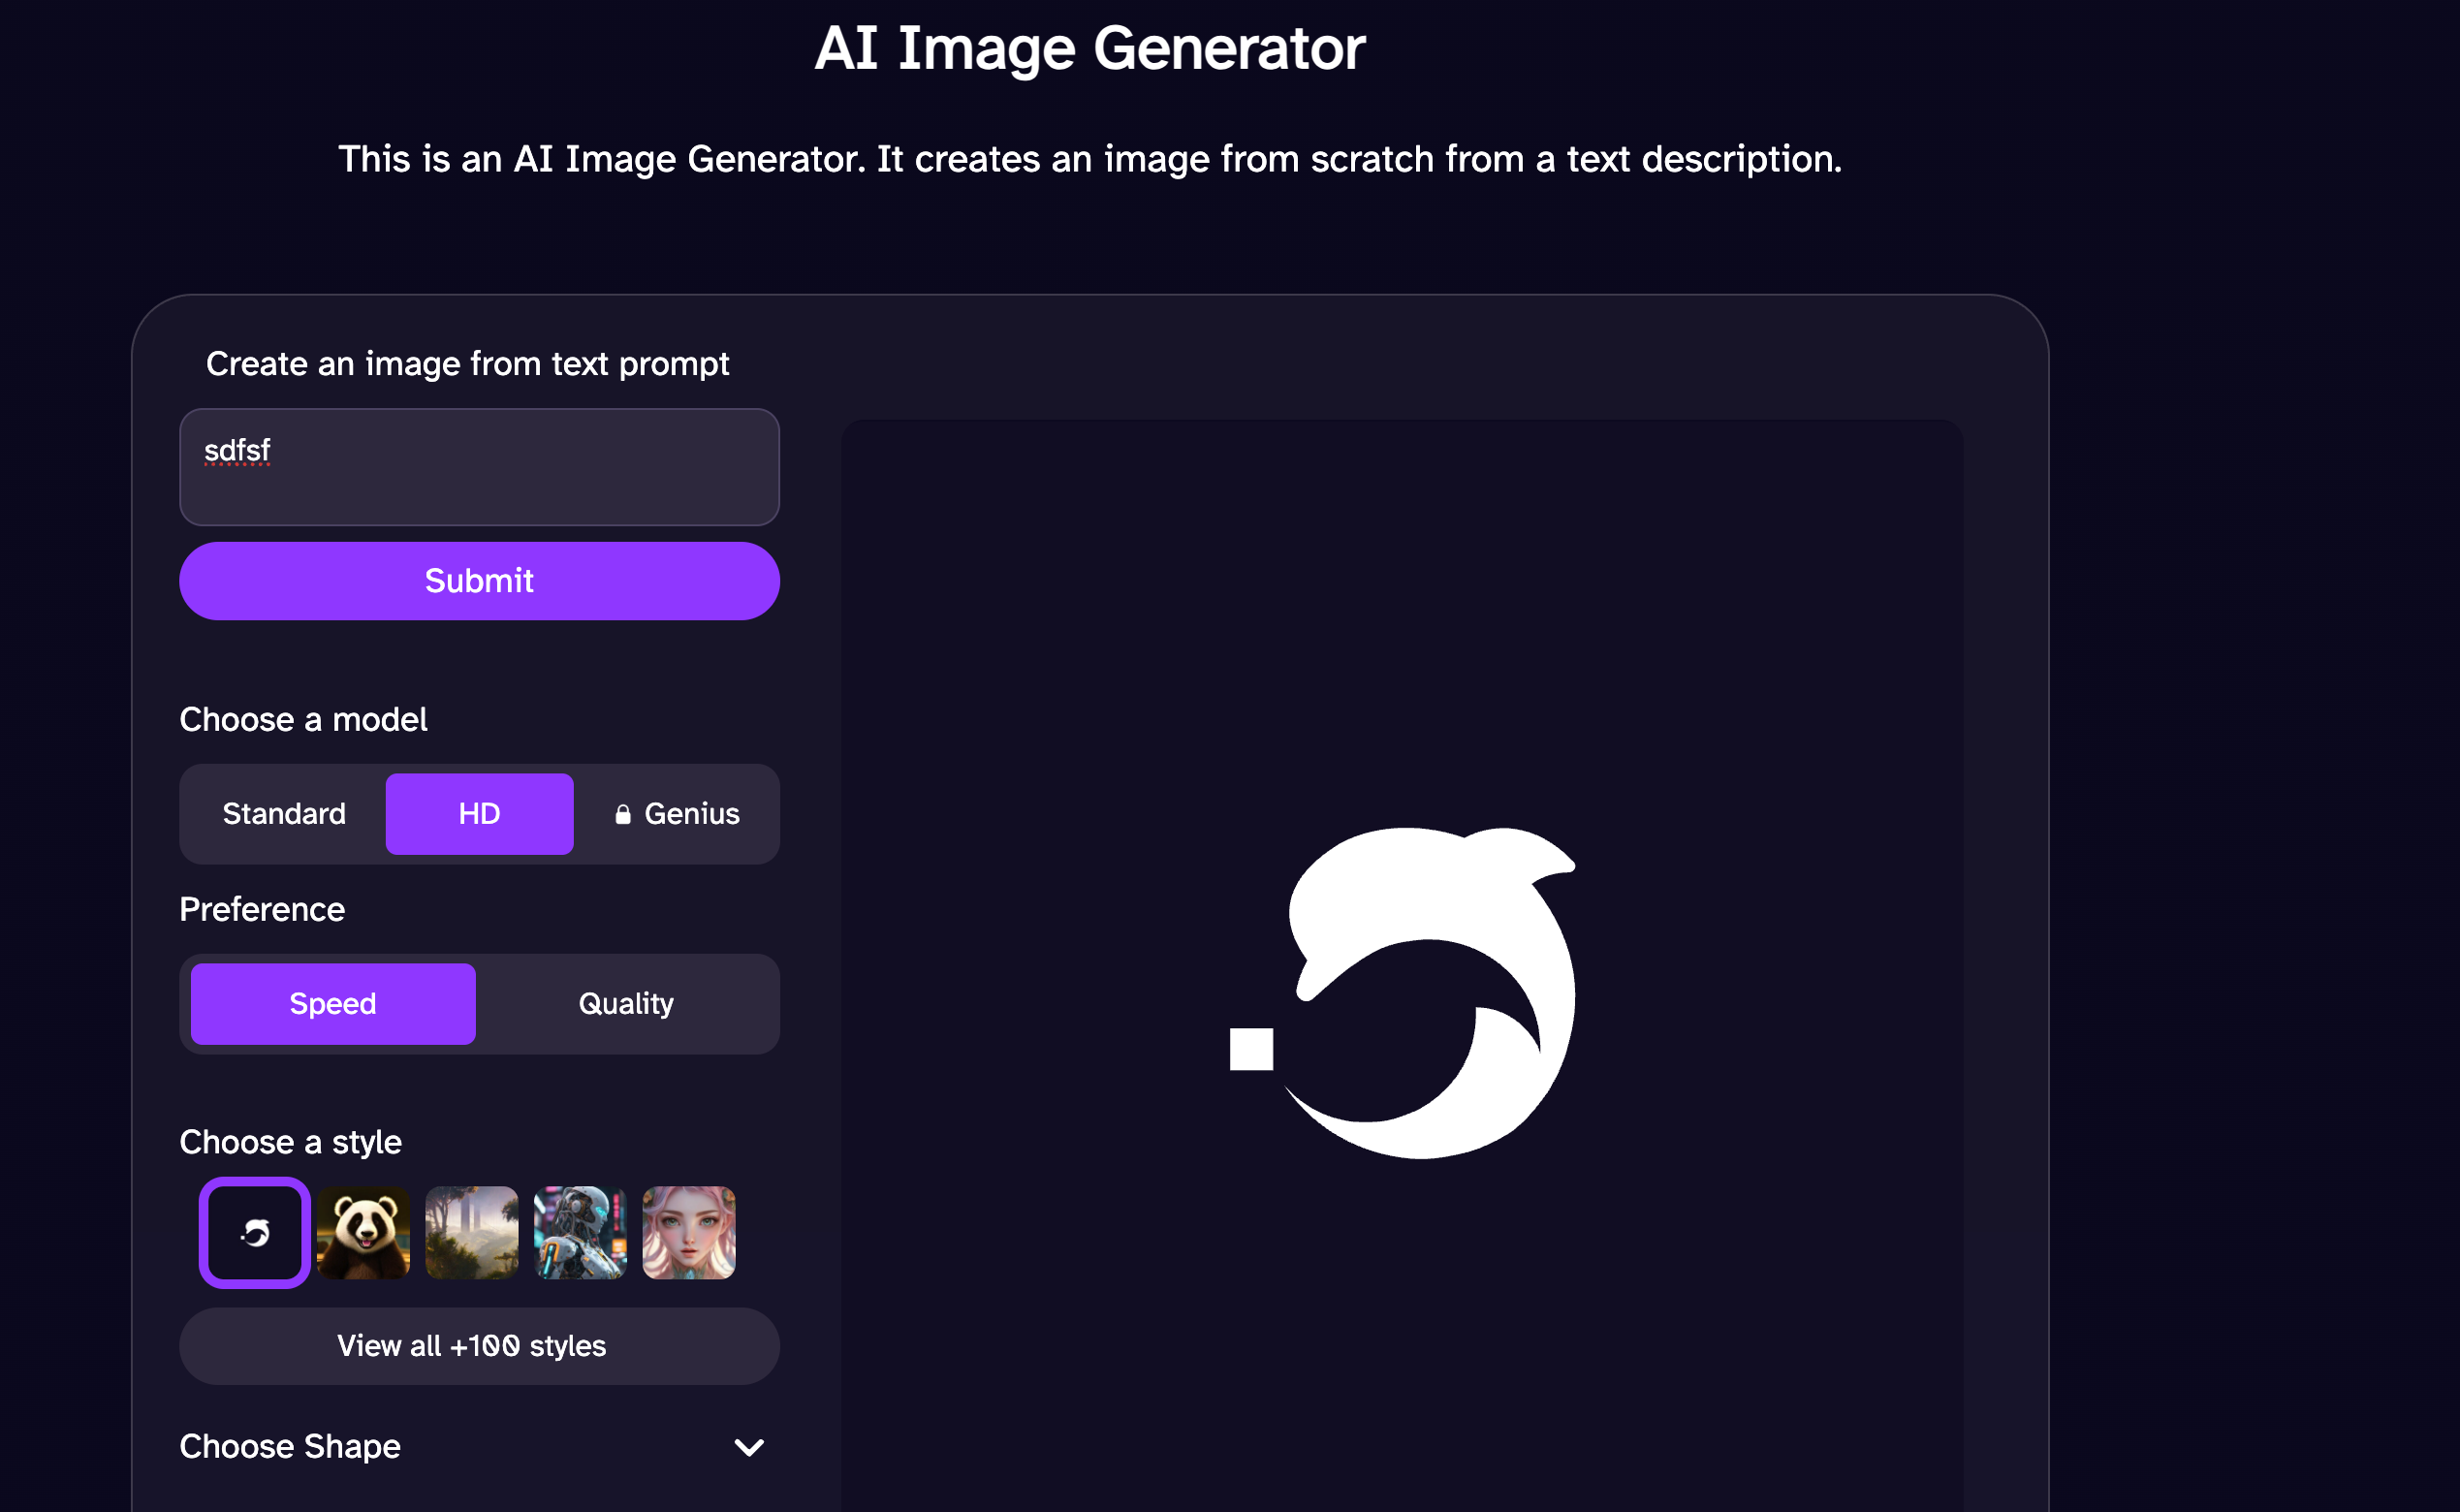 AI Image Generator
This is an AI Image Generator. It creates an image from scratch from a text description.
Create an image from text prompt
sdfsf
Submit
Choose a model
Standard HD Genius
Preference
Speed Quality
Choose a style
View all +100 styles
Choose Shape